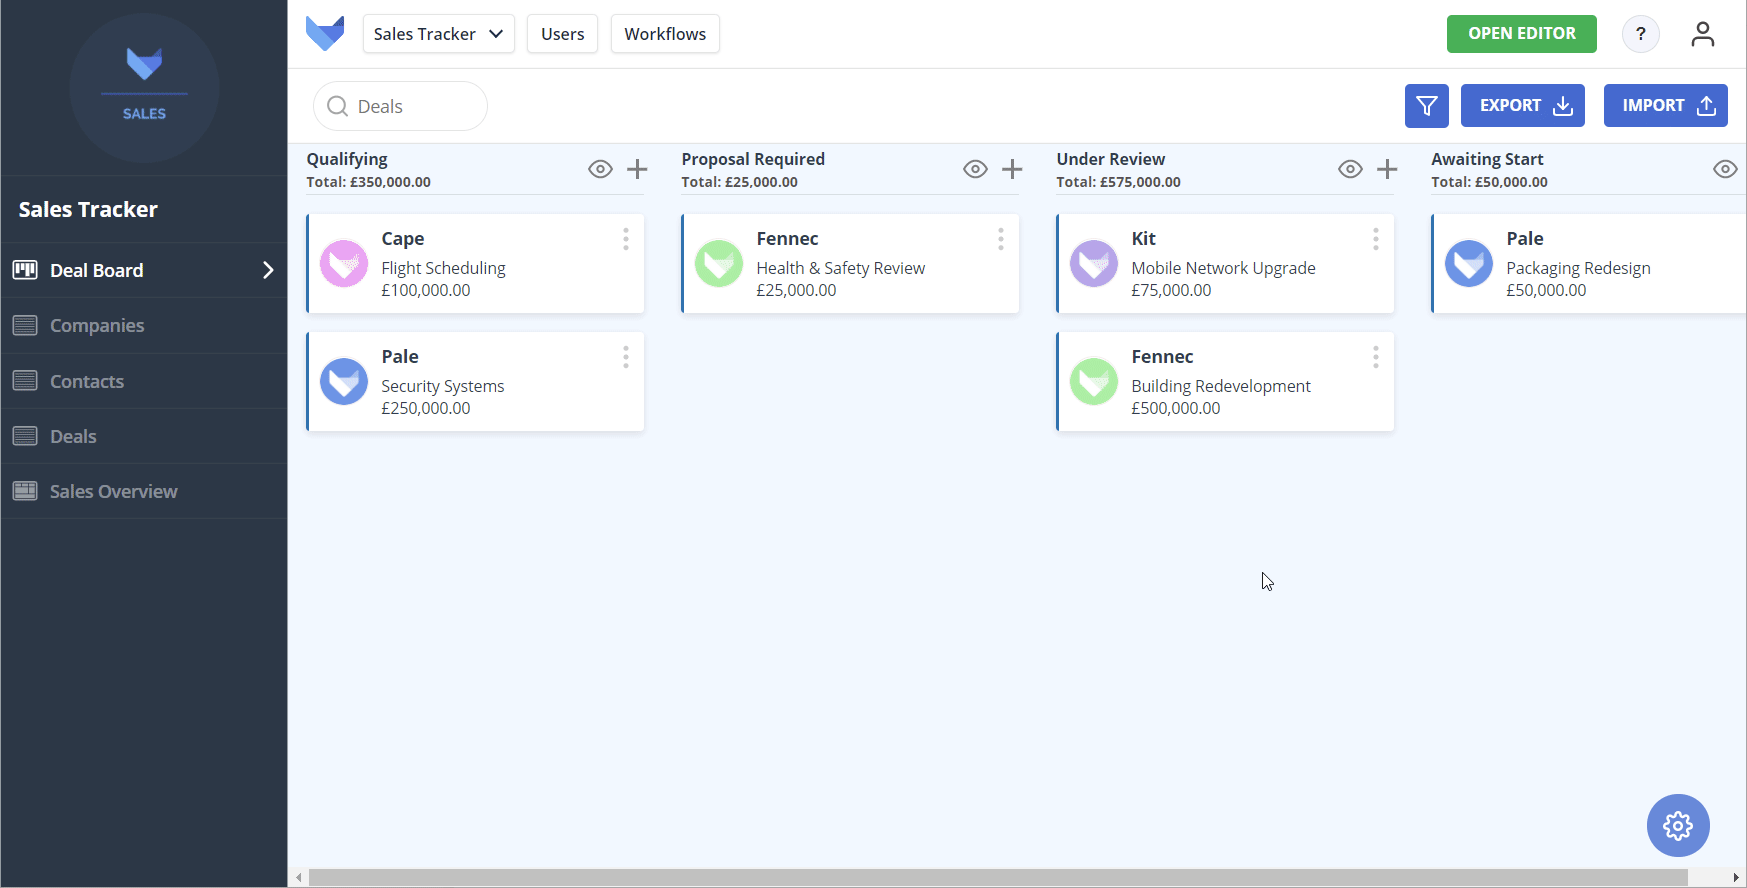 SALES
Sales Tracker
Deal Board
Companies
Contacts
Deals
Sales Overview
Sales Tracker
Users
Workflows
OPEN EDITOR
?
Deals
EXPORT
IMPORT
Qualifying
Total: £350,000.00
Cape
Flight Scheduling
£100,000.00
Pale
Security Systems
£250,000.00
Proposal Required
Total: £25,000.00
Fennec
Health & Safety Review
£25,000.00
Under Review
Total: £575,000.00
Kit
Mobile Network Upgrade
£75,000.00
Fennec
Building Redevelopment
£500,000.00
Awaiting Start
Total: £50,000.00
Pale
Packaging Redesign
£50,000.00